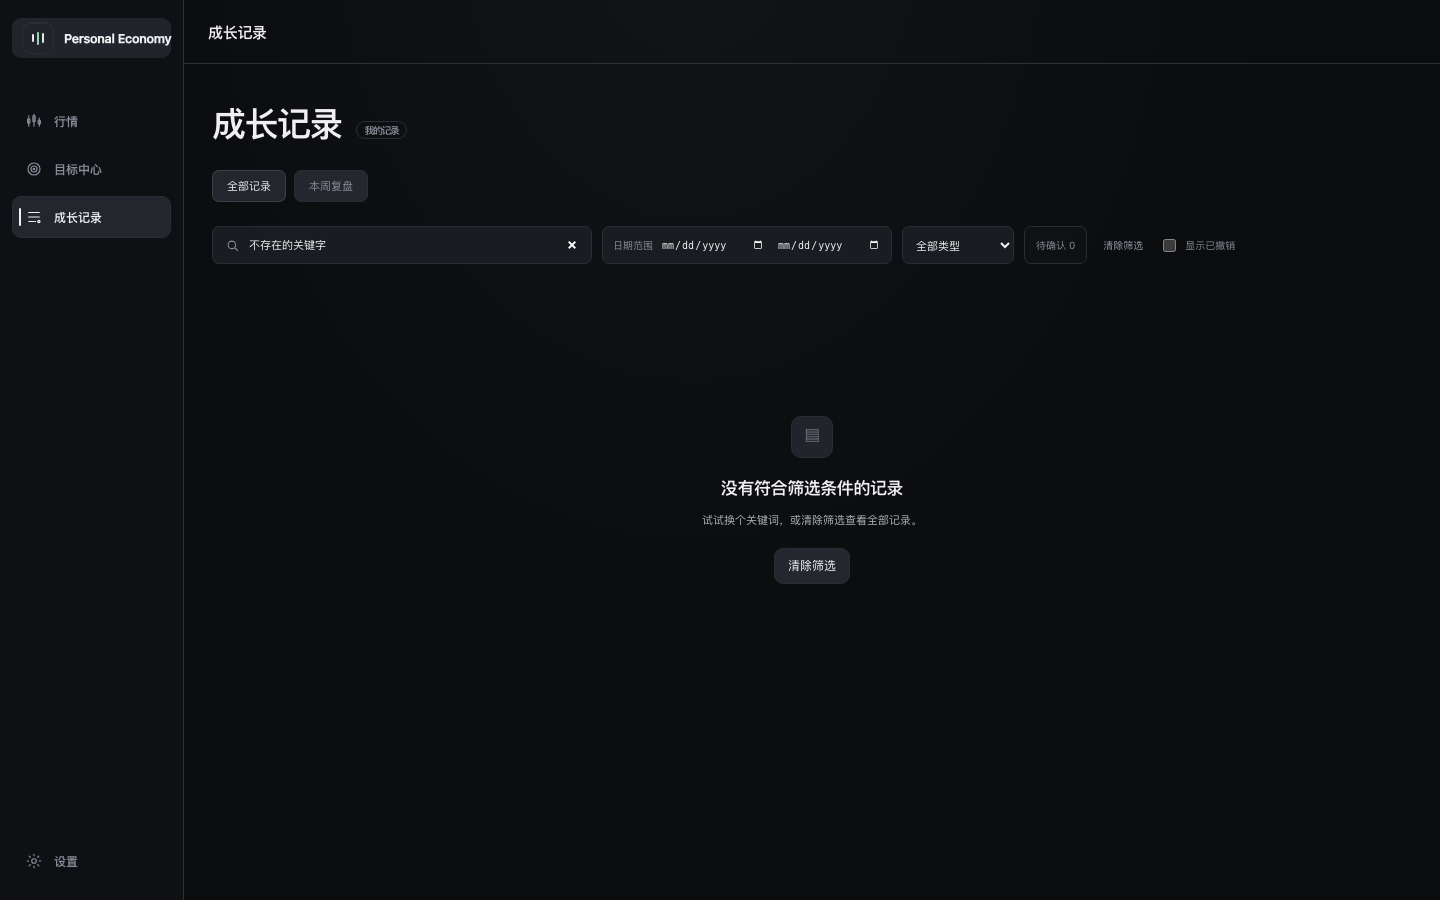 Personal Economy
成长记录
行情
目标中心
成长记录
设置
成长记录 我的记录
全部记录 本周复盘
不存在的关键字 日期范围 mm/dd/yyyy mm/dd/yyyy 全部类型 待确认 0 清除筛选 显示已撤销
没有符合筛选条件的记录
试试换个关键词，或清除筛选查看全部记录。
清除筛选